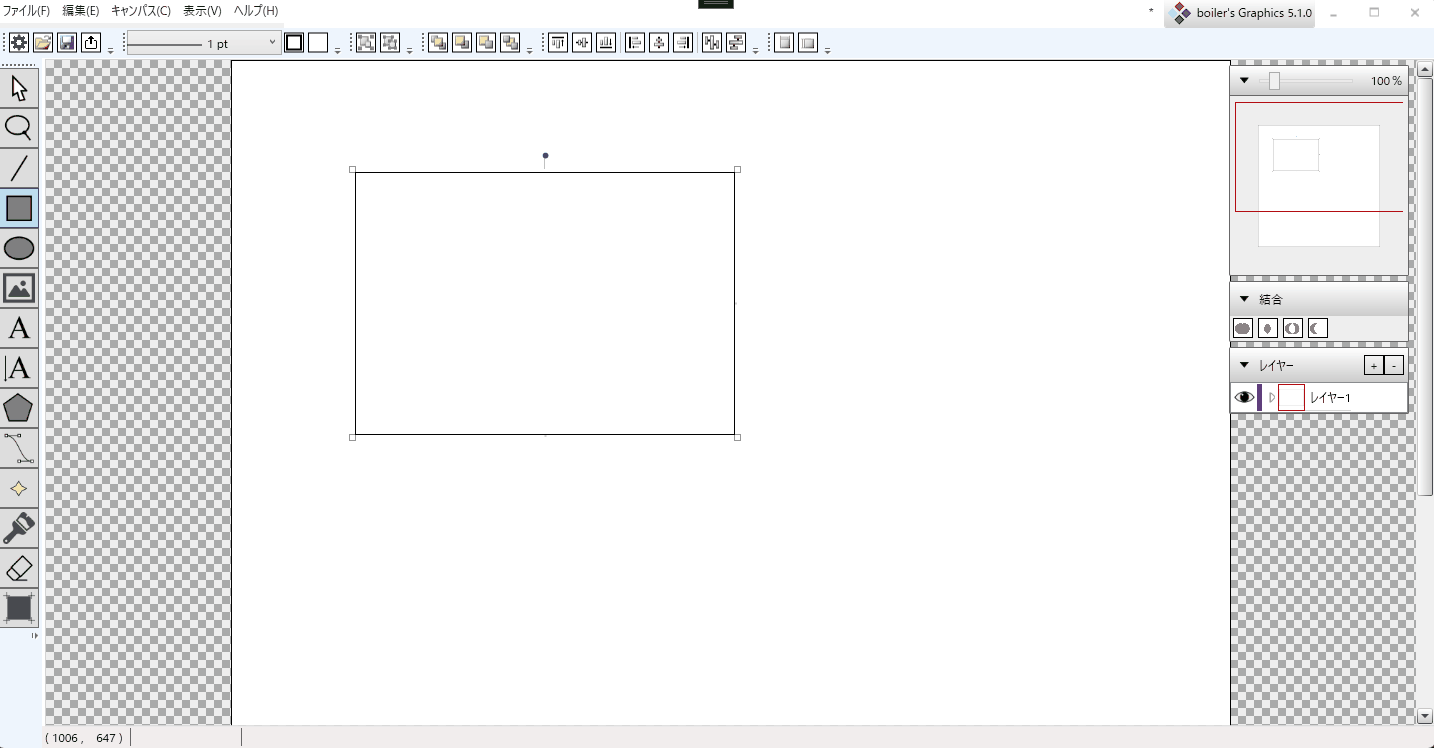 ファイル(F) 編集(E) キャンバス(C) 表示(V) ヘルプ(H)
* boiler's Graphics 5.1.0
1 pt
100 %
結合
レイヤー + -
レイヤー1
A
A
( 1006 , 647 )